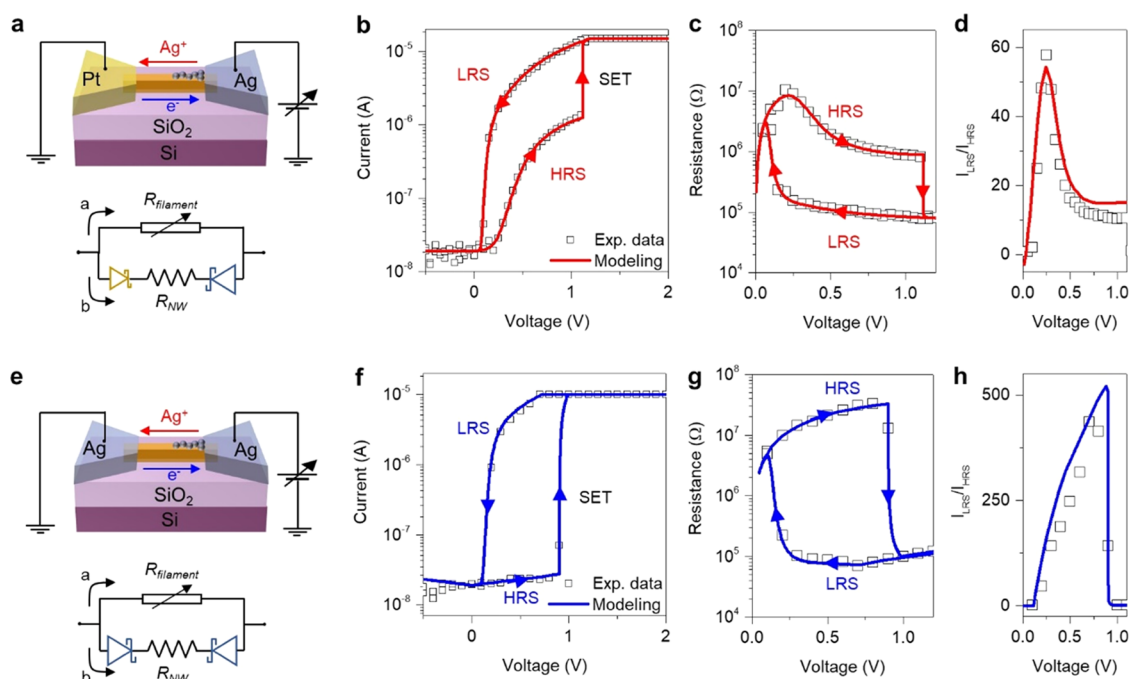 a
Ag⁺
Pt
Ag
e⁻
SiO₂
Si
a
R_filament
R_NW
b
b
Current (A)
10⁻⁵
10⁻⁶
10⁻⁷
10⁻⁸
LRS
SET
HRS
Exp. data
Modeling
0
1
2
Voltage (V)
c
Resistance (Ω)
10⁸
10⁷
10⁶
10⁵
10⁴
HRS
LRS
0.0
0.5
1.0
Voltage (V)
d
I_LRS/I_HRS
60
40
20
0
0.0
0.5
1.0
Voltage (V)
e
Ag⁺
Ag
Ag
e⁻
SiO₂
Si
a
R_filament
R_NW
b
f
Current (A)
10⁻⁵
10⁻⁶
10⁻⁷
10⁻⁸
LRS
SET
HRS
Exp. data
Modeling
0
1
2
Voltage (V)
g
Resistance (Ω)
10⁸
10⁷
10⁶
10⁵
10⁴
HRS
LRS
0.0
0.5
1.0
Voltage (V)
h
I_LRS/I_HRS
500
250
0
0.0
0.5
1.0
Voltage (V)